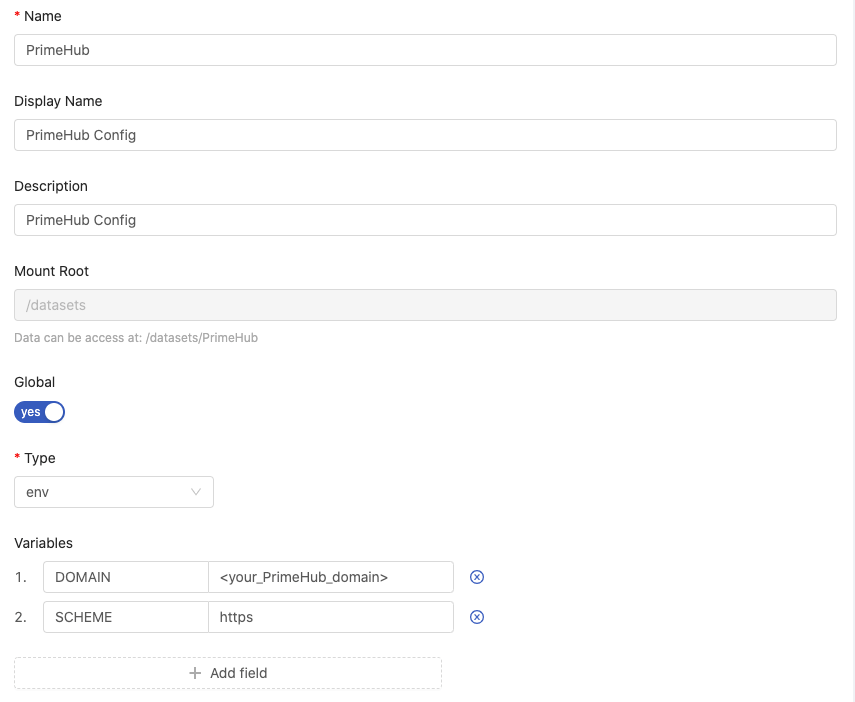 * Name
PrimeHub
Display Name
PrimeHub Config
Description
PrimeHub Config
Mount Root
/datasets
Data can be access at: /datasets/PrimeHub
Global
yes
* Type
env
Variables
1. DOMAIN <your_PrimeHub_domain>
2. SCHEME https
+ Add field